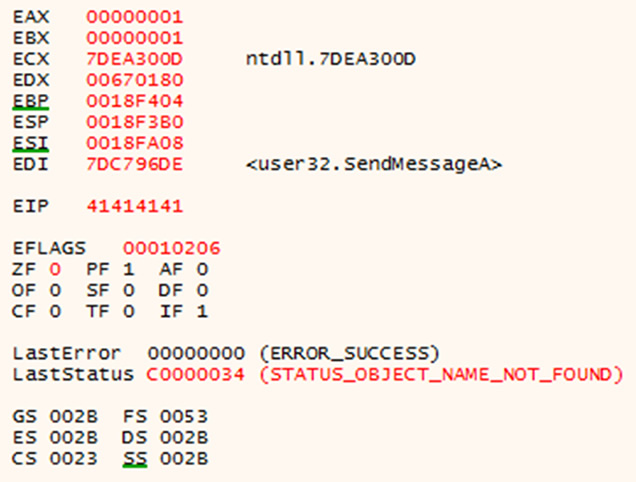 EAX 00000001
EBX 00000001
ECX 7DEA300D ntdll.7DEA300D
EDX 00670180
EBP 0018F404
ESP 0018F3B0
ESI 0018FA08
EDI 7DC796DE <user32.SendMessageA>
EIP 41414141
EFLAGS 00010206
ZF 0 PF 1 AF 0
OF 0 SF 0 DF 0
CF 0 TF 0 IF 1
LastError 00000000 (ERROR_SUCCESS)
LastStatus C0000034 (STATUS_OBJECT_NAME_NOT_FOUND)
GS 002B FS 0053
ES 002B DS 002B
CS 0023 SS 002B